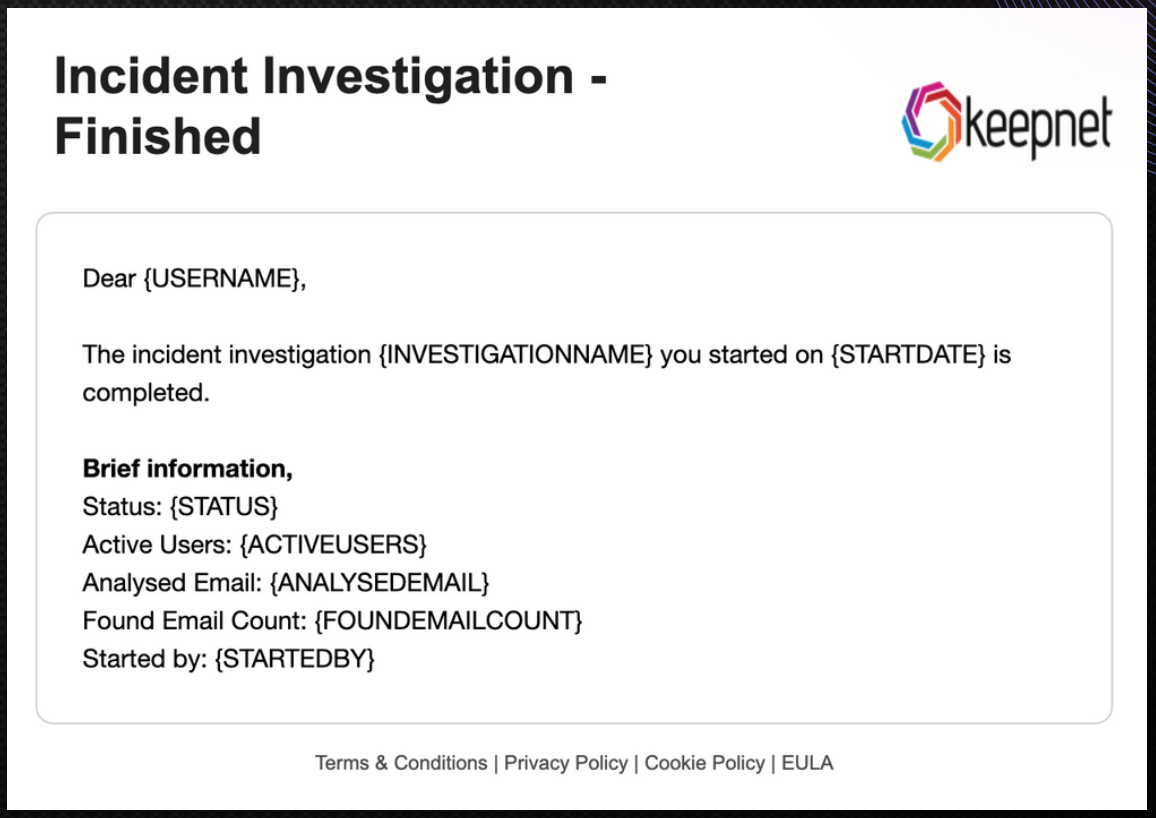 Incident Investigation -
Finished
keepnet
Dear {USERNAME},
The incident investigation {INVESTIGATIONNAME} you started on {STARTDATE} is
completed.
Brief information,
Status: {STATUS}
Active Users: {ACTIVEUSERS}
Analysed Email: {ANALYSEDEMAIL}
Found Email Count: {FOUNDEMAILCOUNT}
Started by: {STARTEDBY}
Terms & Conditions | Privacy Policy | Cookie Policy | EULA